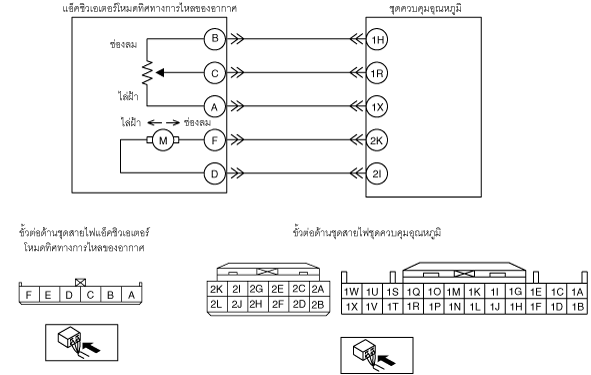 แอ็คชิวเอเตอร์โหมดทิศทางการไหลของอากาศ
ชุดควบคุมอุณหภูมิ
B
1H
ช่องลม
C
1R
ไล่ฝ้า
A
1X
ไล่ฝ้า ช่องลม
M
F
2K
D
2I
ขั้วต่อด้านชุดสายไฟแอ็คชิวเอเตอร์
โหมดทิศทางการไหลของอากาศ
ขั้วต่อด้านชุดสายไฟชุดควบคุมอุณหภูมิ
F E D C B A
2K 2I 2G 2E 2C 2A
2L 2J 2H 2F 2D 2B
1W 1U 1S 1Q 1O 1M 1K 1I 1G 1E 1C 1A
1X 1V 1T 1R 1P 1N 1L 1J 1H 1F 1D 1B